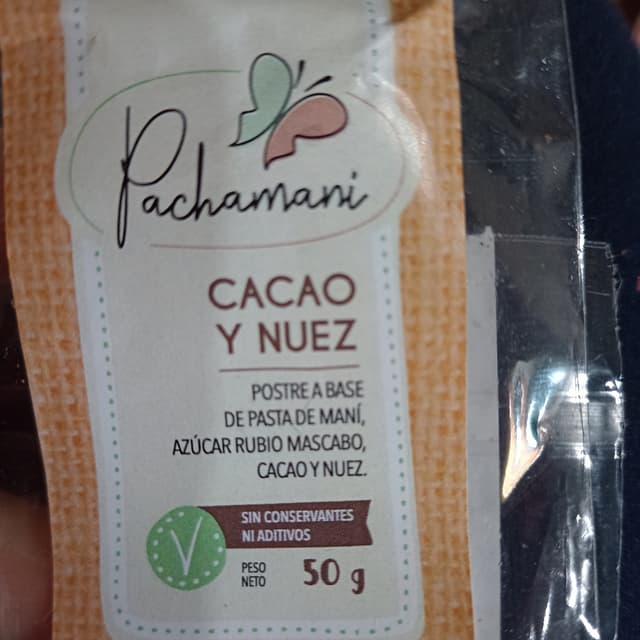 Pachamaní
CACAO
Y NUEZ
POSTRE A BASE
DE PASTA DE MANÍ,
AZÚCAR RUBIO MASCABO,
CACAO Y NUEZ.
V
SIN CONSERVANTES
NI ADITIVOS
PESO
NETO
50 g